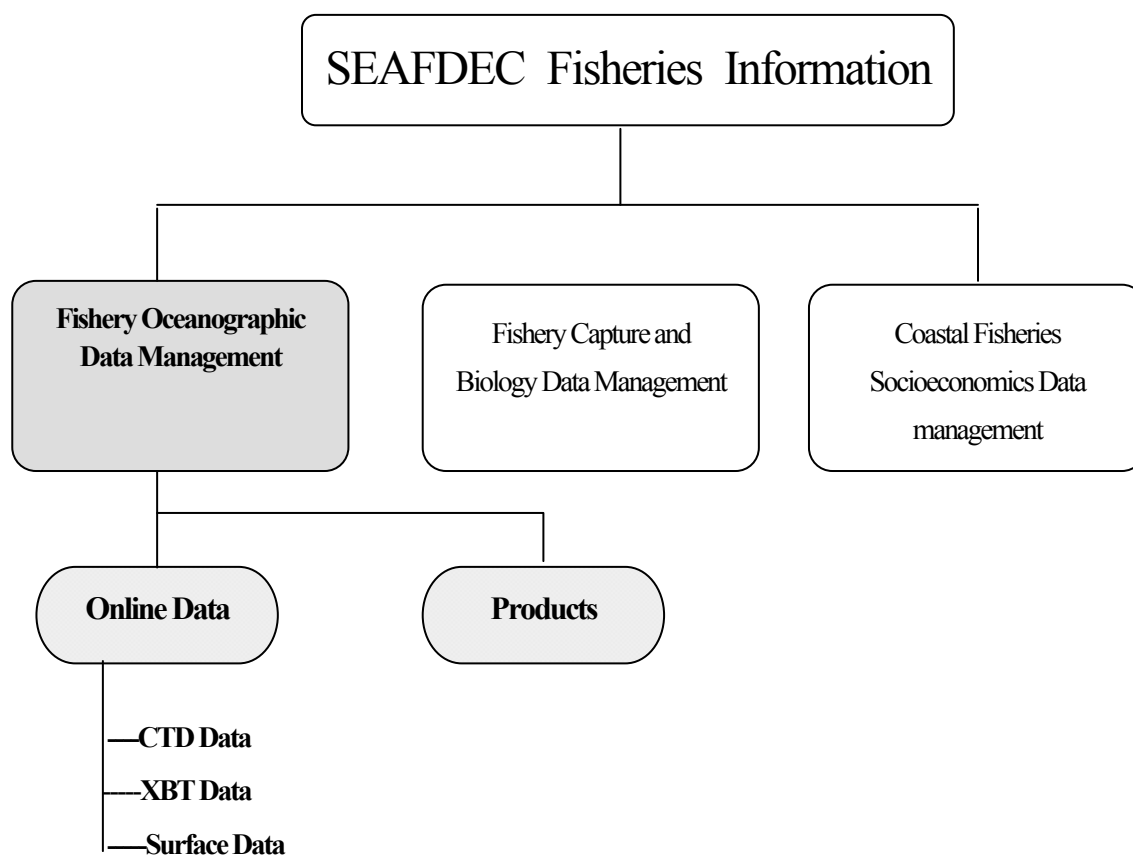 SEAFDEC Fisheries Information
Fishery Oceanographic
Data Management
Fishery Capture and
Biology Data Management
Coastal Fisheries
Socioeconomics Data
management
Online Data
Products
CTD Data
XBT Data
Surface Data